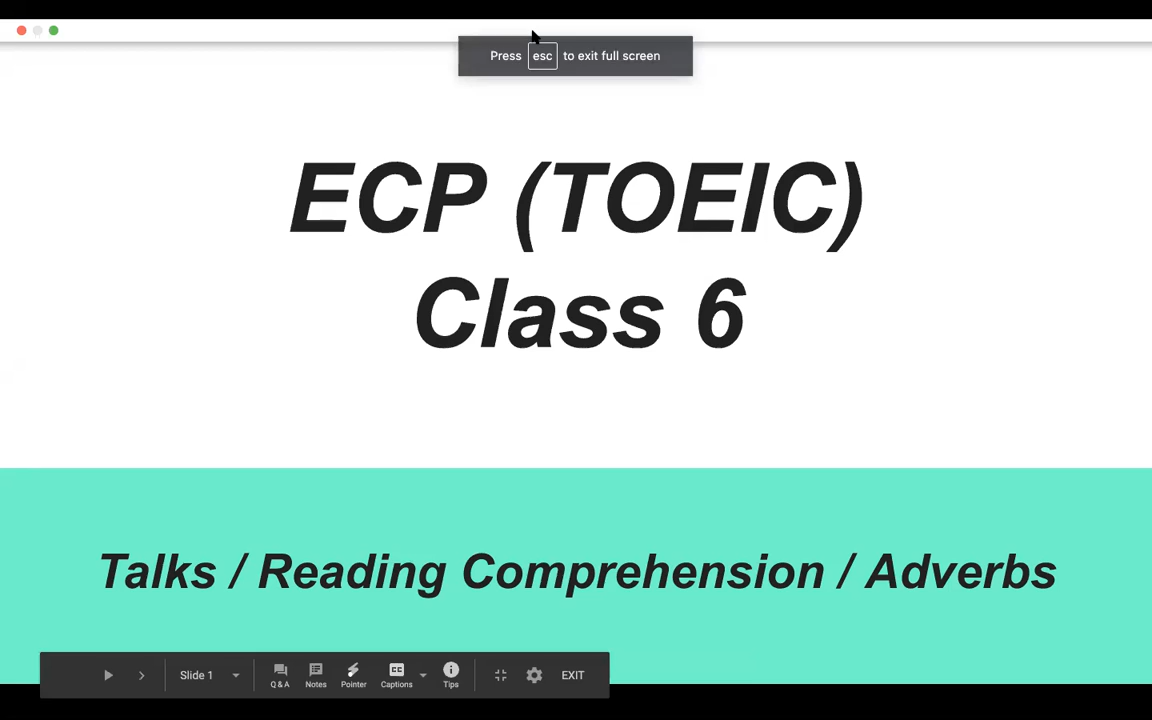 Press esc to exit full screen
ECP (TOEIC)
Class 6
Talks / Reading Comprehension / Adverbs
Slide 1
Q & A
Notes
Pointer
CC
Captions
Tips
EXIT